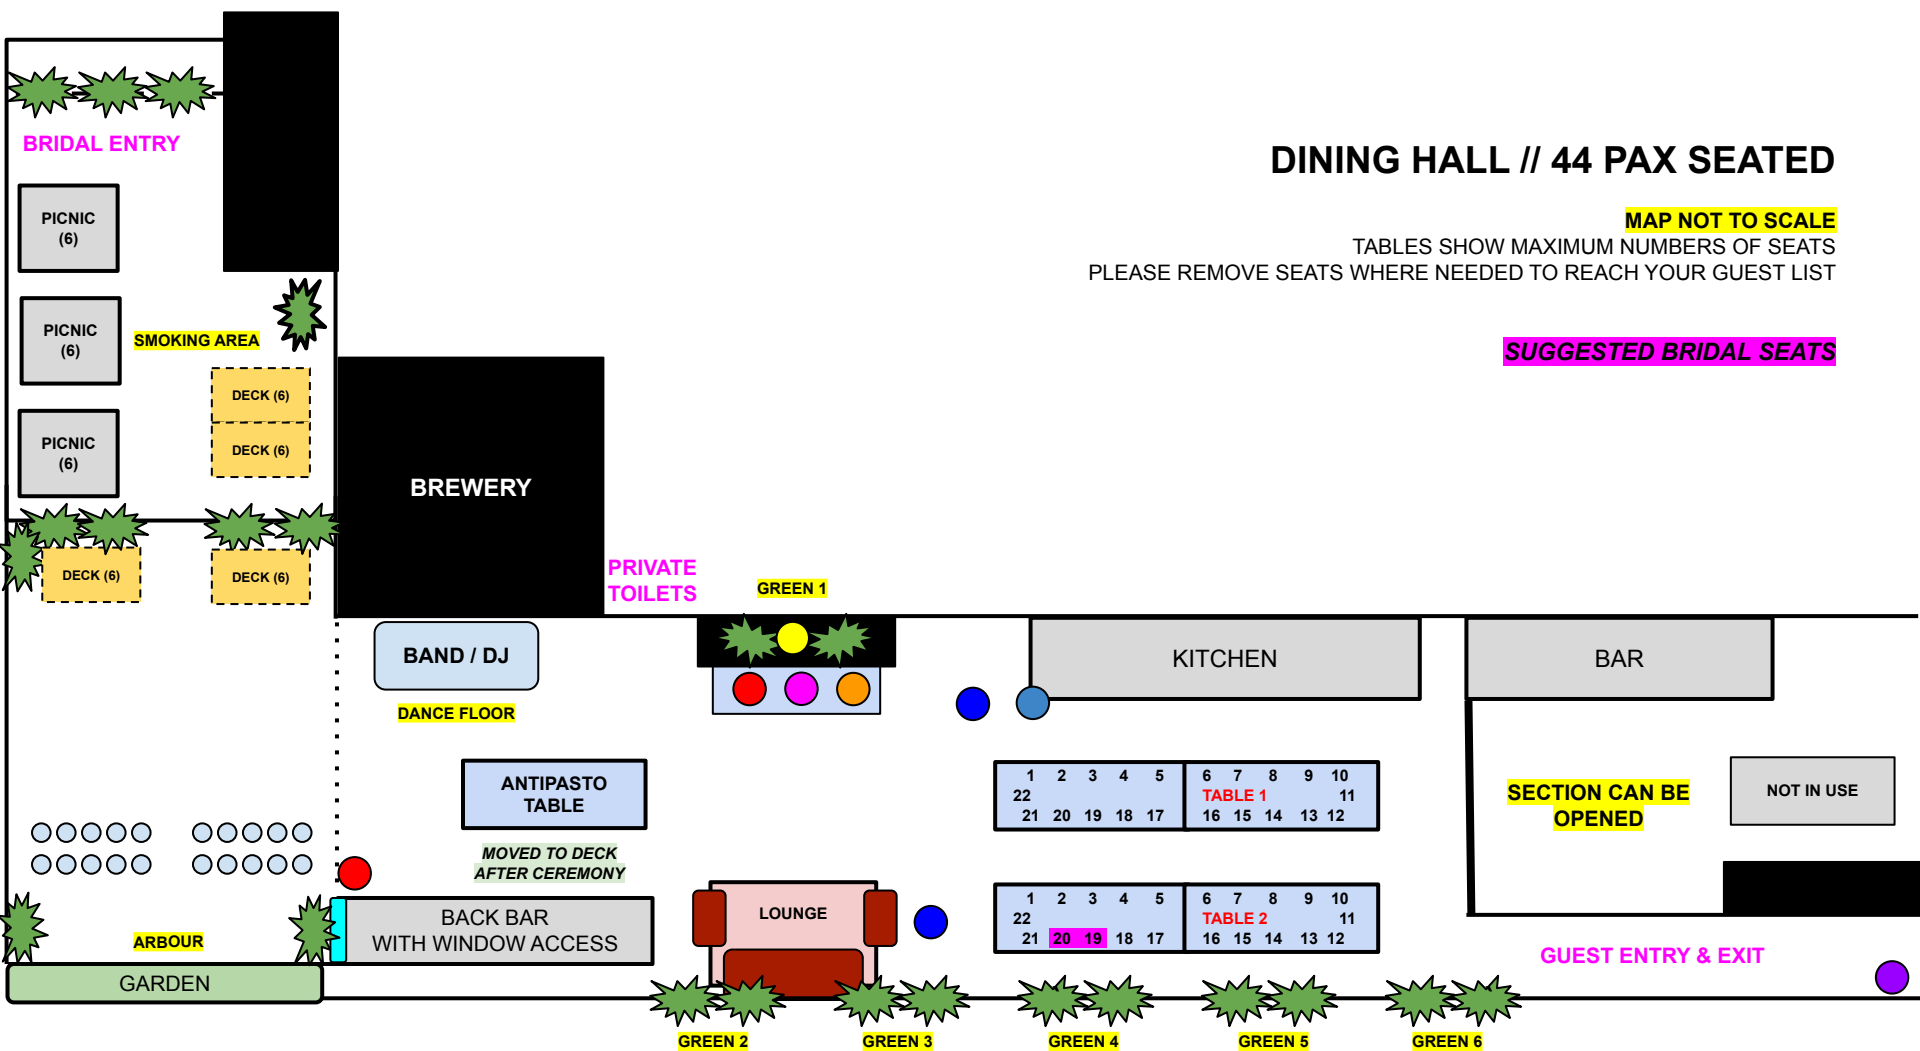 BRIDAL ENTRY
DINING HALL // 44 PAX SEATED
MAP NOT TO SCALE
TABLES SHOW MAXIMUM NUMBERS OF SEATS
PLEASE REMOVE SEATS WHERE NEEDED TO REACH YOUR GUEST LIST
SUGGESTED BRIDAL SEATS
PICNIC
(6)
PICNIC
(6)
SMOKING AREA
PICNIC
(6)
DECK (6)
DECK (6)
DECK (6)
DECK (6)
BREWERY
PRIVATE
TOILETS
GREEN 1
BAND / DJ
DANCE FLOOR
KITCHEN
BAR
ANTIPASTO
TABLE
MOVED TO DECK
AFTER CEREMONY
1 2 3 4 5 6 7 8 9 10
22 TABLE 1 11
21 20 19 18 17 16 15 14 13 12
SECTION CAN BE
OPENED
NOT IN USE
ARBOUR
GARDEN
BACK BAR
WITH WINDOW ACCESS
LOUNGE
1 2 3 4 5 6 7 8 9 10
22 TABLE 2 11
21 20 19 18 17 16 15 14 13 12
GUEST ENTRY & EXIT
GREEN 2
GREEN 3
GREEN 4
GREEN 5
GREEN 6